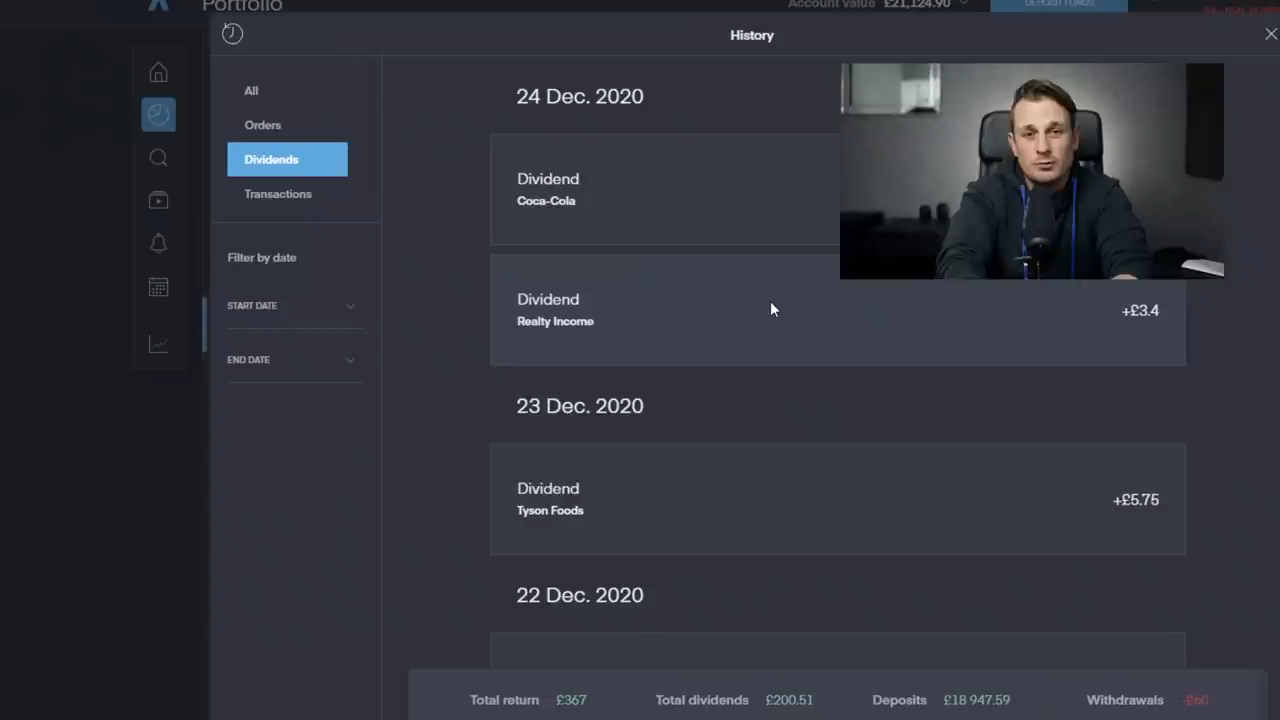 Portfolio
Account value £21,124.90
DEPOSIT FUNDS
History
All
Orders
Dividends
Transactions
Filter by date
START DATE
END DATE
24 Dec. 2020
Dividend
Coca-Cola
Dividend
Realty Income
+£3.4
23 Dec. 2020
Dividend
Tyson Foods
+£5.75
22 Dec. 2020
Total return £367 Total dividends £200.51 Deposits £18 947.59 Withdrawals -£60